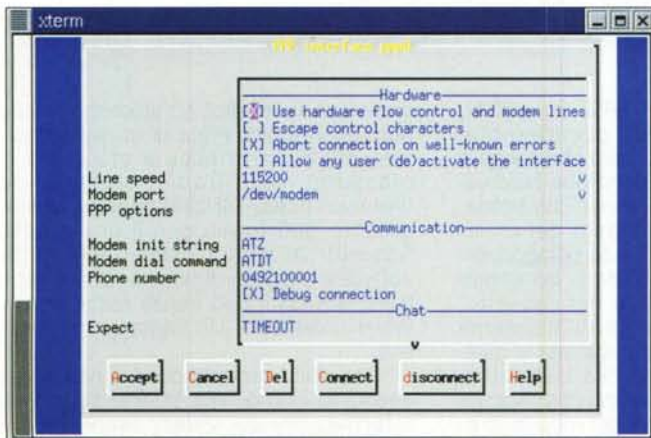 xterm
PPP interface ppp0
Hardware
[X] Use hardware flow control and modem lines
[ ] Escape control characters
[X] Abort connection on well-known errors
[ ] Allow any user (de)activate the interface
Line speed 115200 v
Modem port /dev/modem v
PPP options
Communication
Modem init string ATZ
Modem dial command ATDT
Phone number 0492100001
[X] Debug connection
Chat
Expect TIMEOUT
v
Accept Cancel Del Connect disconnect Help